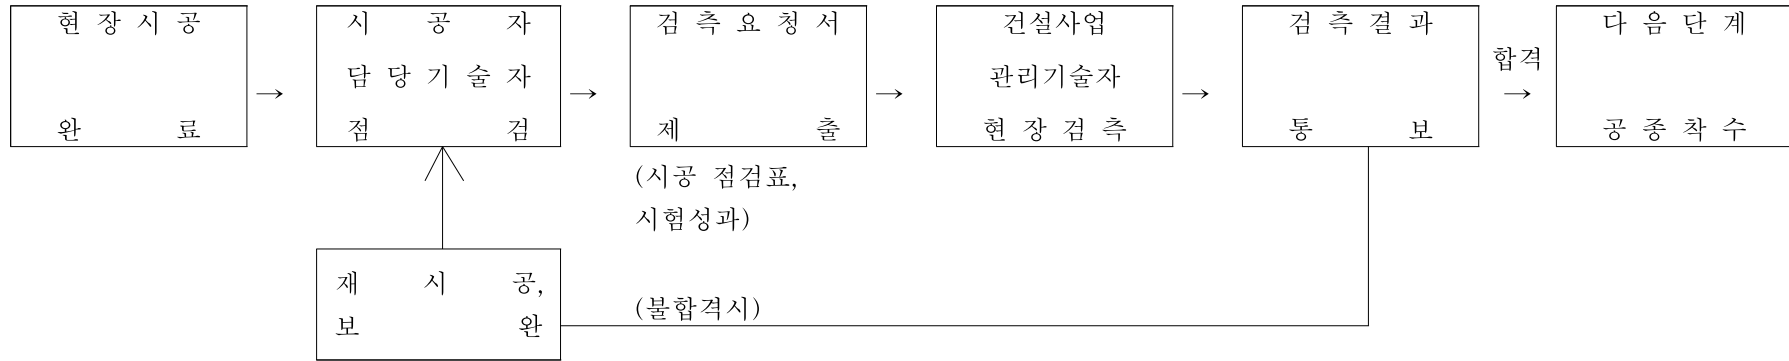 현장시공
완료
→
시공자
담당기술자
점검
→
검측요청서
제출
(시공 점검표,
시험성과)
→
건설사업
관리기술자
현장검측
→
검측결과
통보
합격
→
다음단계
공종착수
재시공,
보완
(불합격시)